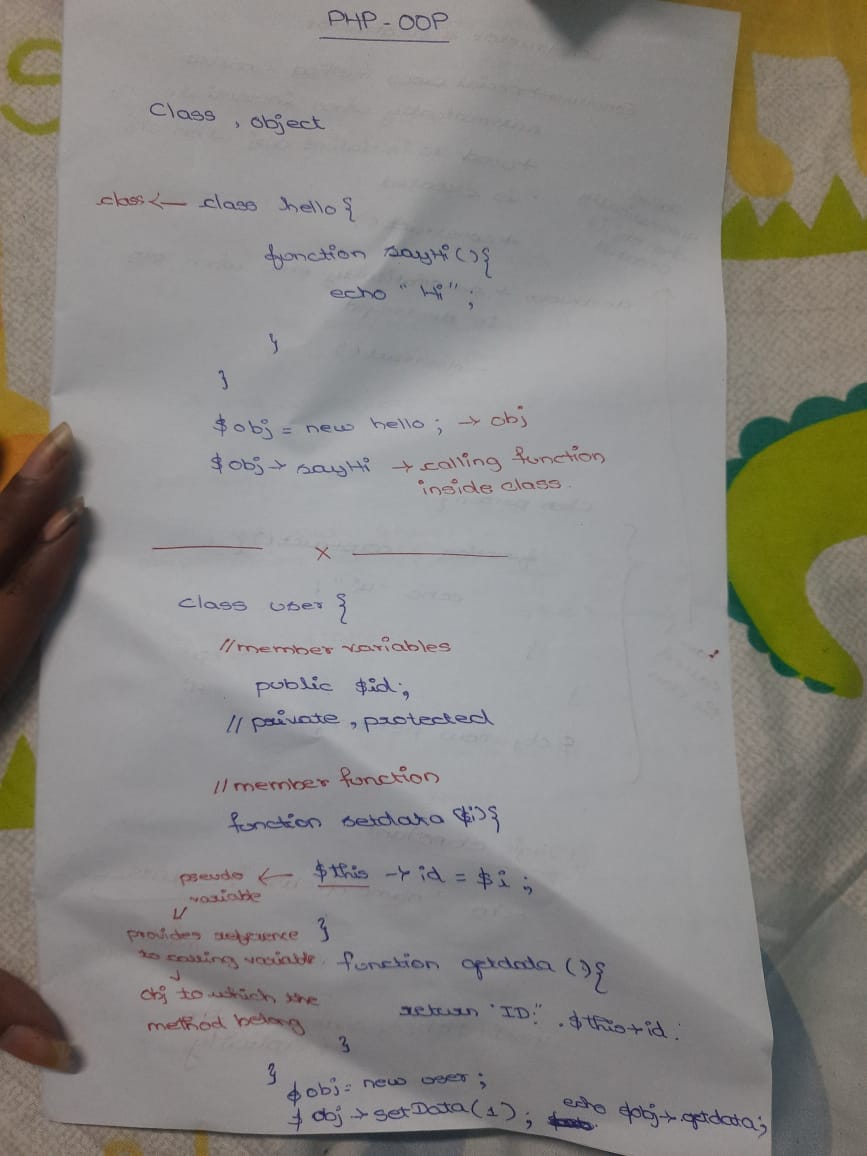 PHP - OOP
Class , object
class <— class hello {
function sayHi () {
echo " Hi " ;
}
}
$obj = new hello ; → obj
$obj → sayHi → calling function
inside class.
x
class user {
//member variables
public $id ;
// private , protected
//member function
function setdata $i) {
pseudo ← $this → id = $i ;
variable
provides reference }
to calling variable. function getdata () {
obj to which the
return "ID:" . $this→id ;
method belong
}
}
$obj = new user ;
$obj → setData(1) ; echo $obj→getdata;